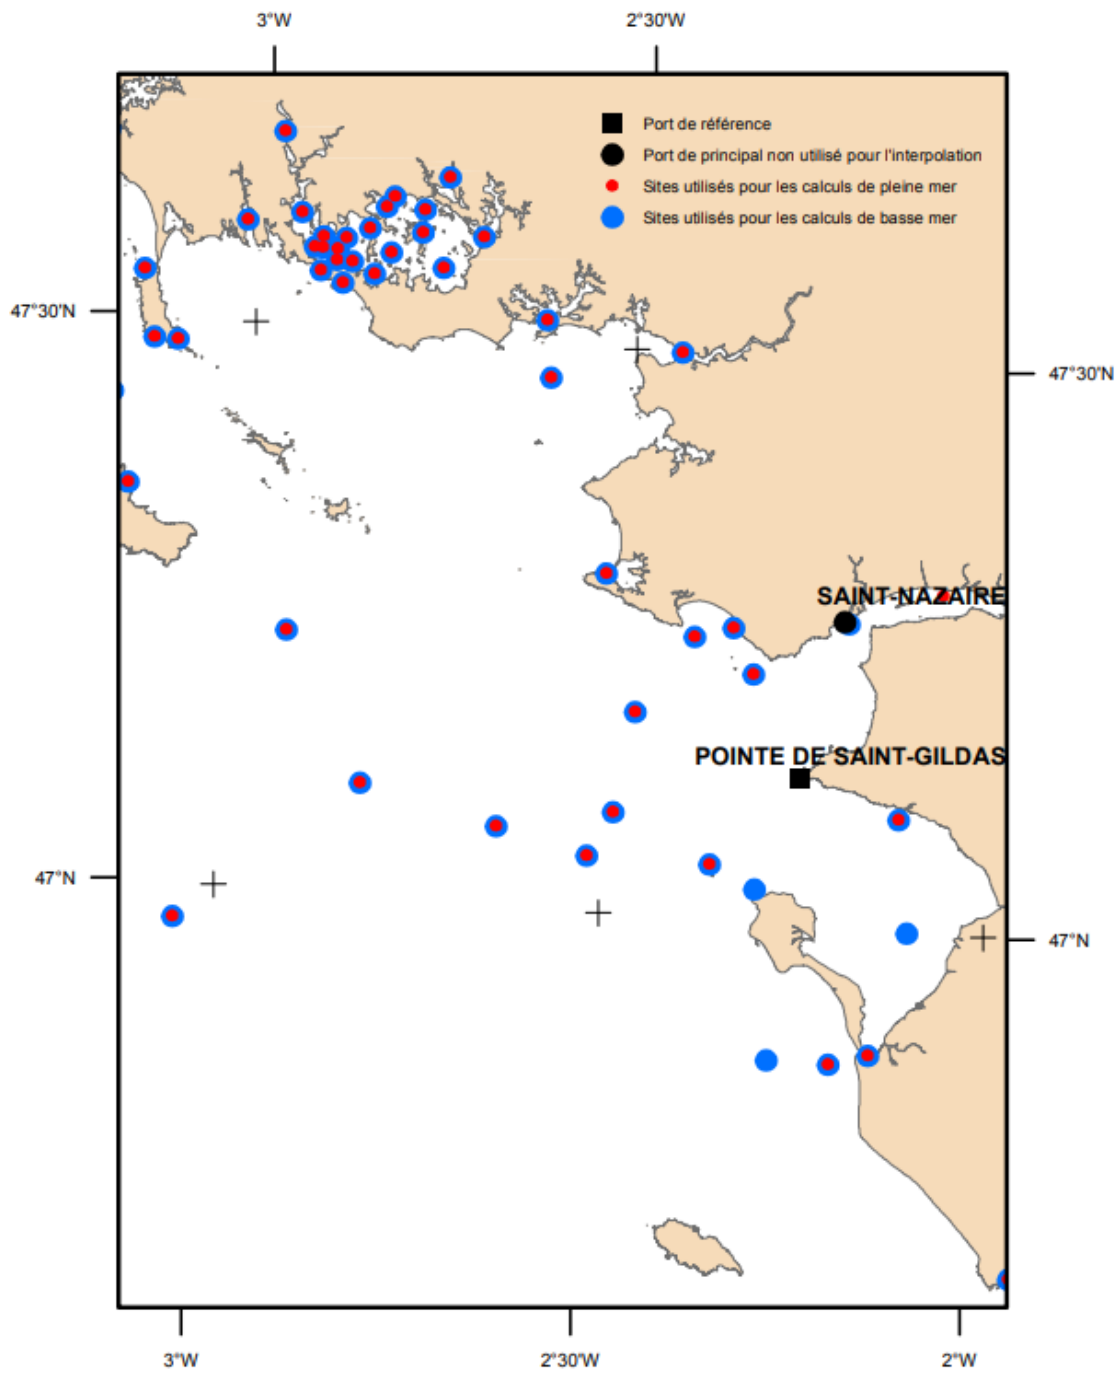 3°W
2°30'W
Port de référence
Port de principal non utilisé pour l'interpolation
Sites utilisés pour les calculs de pleine mer
Sites utilisés pour les calculs de basse mer
47°30'N
47°30'N
SAINT-NAZAIRE
POINTE DE SAINT-GILDAS
47°N
47°N
3°W
2°30'W
2°W